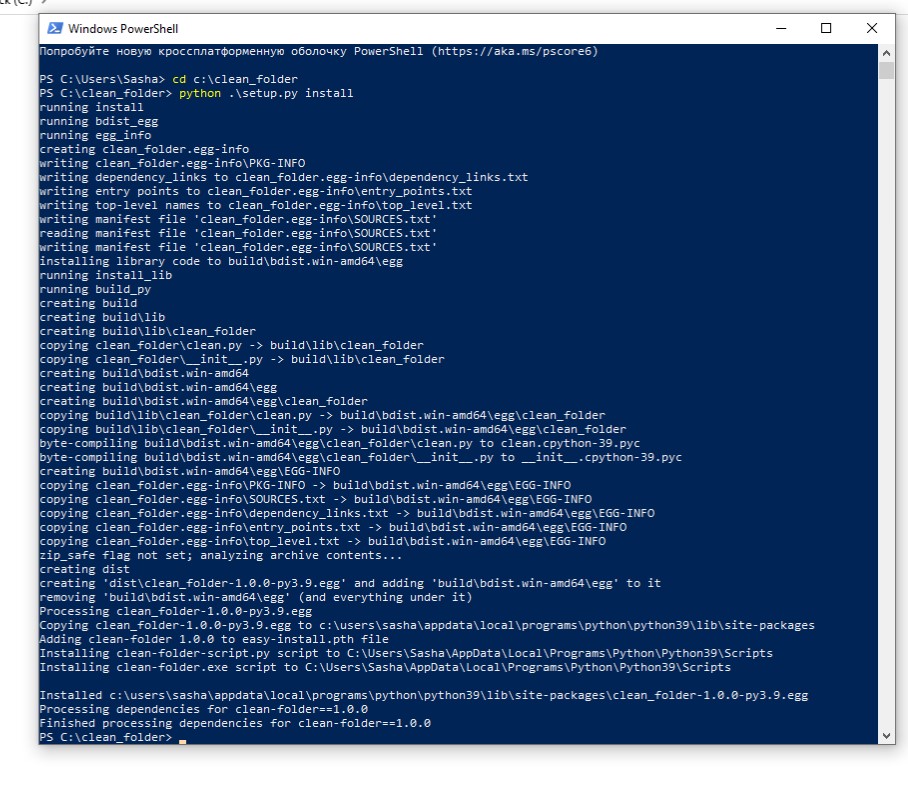 Windows PowerShell
Попробуйте новую кроссплатформенную оболочку PowerShell (https://aka.ms/pscore6)
PS C:\Users\Sasha> cd c:\clean_folder
PS C:\clean_folder> python .\setup.py install
running install
running bdist_egg
running egg_info
creating clean_folder.egg-info
writing clean_folder.egg-info\PKG-INFO
writing dependency_links to clean_folder.egg-info\dependency_links.txt
writing entry points to clean_folder.egg-info\entry_points.txt
writing top-level names to clean_folder.egg-info\top_level.txt
writing manifest file 'clean_folder.egg-info\SOURCES.txt'
reading manifest file 'clean_folder.egg-info\SOURCES.txt'
writing manifest file 'clean_folder.egg-info\SOURCES.txt'
installing library code to build\bdist.win-amd64\egg
running install_lib
running build_py
creating build
creating build\lib
creating build\lib\clean_folder
copying clean_folder\clean.py -> build\lib\clean_folder
copying clean_folder\__init__.py -> build\lib\clean_folder
creating build\bdist.win-amd64
creating build\bdist.win-amd64\egg
creating build\bdist.win-amd64\egg\clean_folder
copying build\lib\clean_folder\clean.py -> build\bdist.win-amd64\egg\clean_folder
copying build\lib\clean_folder\__init__.py -> build\bdist.win-amd64\egg\clean_folder
byte-compiling build\bdist.win-amd64\egg\clean_folder\clean.py to clean.cpython-39.pyc
byte-compiling build\bdist.win-amd64\egg\clean_folder\__init__.py to __init__.cpython-39.pyc
creating build\bdist.win-amd64\egg\EGG-INFO
copying clean_folder.egg-info\PKG-INFO -> build\bdist.win-amd64\egg\EGG-INFO
copying clean_folder.egg-info\SOURCES.txt -> build\bdist.win-amd64\egg\EGG-INFO
copying clean_folder.egg-info\dependency_links.txt -> build\bdist.win-amd64\egg\EGG-INFO
copying clean_folder.egg-info\entry_points.txt -> build\bdist.win-amd64\egg\EGG-INFO
copying clean_folder.egg-info\top_level.txt -> build\bdist.win-amd64\egg\EGG-INFO
zip_safe flag not set; analyzing archive contents...
creating dist
creating 'dist\clean_folder-1.0.0-py3.9.egg' and adding 'build\bdist.win-amd64\egg' to it
removing 'build\bdist.win-amd64\egg' (and everything under it)
Processing clean_folder-1.0.0-py3.9.egg
Copying clean_folder-1.0.0-py3.9.egg to c:\users\sasha\appdata\local\programs\python\python39\lib\site-packages
Adding clean-folder 1.0.0 to easy-install.pth file
Installing clean-folder-script.py script to C:\Users\Sasha\AppData\Local\Programs\Python\Python39\Scripts
Installing clean-folder.exe script to C:\Users\Sasha\AppData\Local\Programs\Python\Python39\Scripts
Installed c:\users\sasha\appdata\local\programs\python\python39\lib\site-packages\clean_folder-1.0.0-py3.9.egg
Processing dependencies for clean-folder==1.0.0
Finished processing dependencies for clean-folder==1.0.0
PS C:\clean_folder>